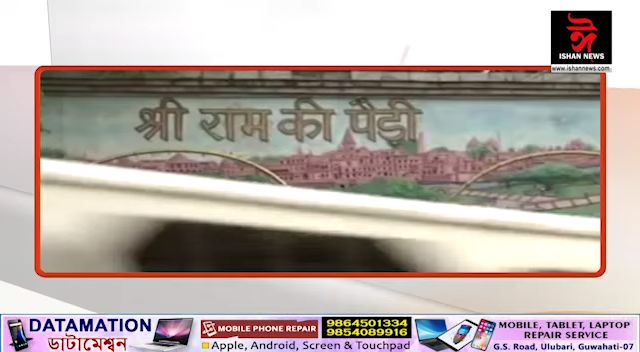 ISHAN NEWS
www.ishannews.com
श्री राम की पैड़ी
DATAMATION
ডাটামেশ্বন
MOBILE PHONE REPAIR
9864501334
9854089916
Apple, Android, Screen & Touchpad
MOBILE, TABLET, LAPTOP
REPAIR SERVICE
G.S. Road, Ulubari, Guwahati-07